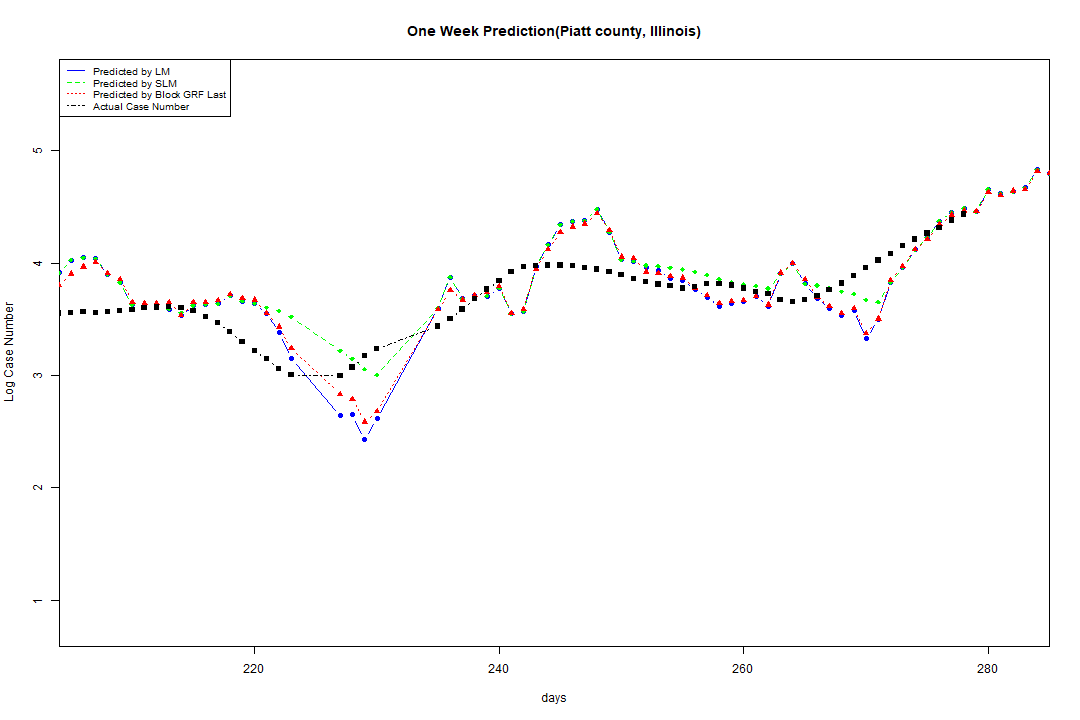 One Week Prediction(Piatt county, Illinois)
Predicted by LM
Predicted by SLM
Predicted by Block GRF Last
Actual Case Number
5
4
3
2
1
Log Case Number
220 240 260 280
days